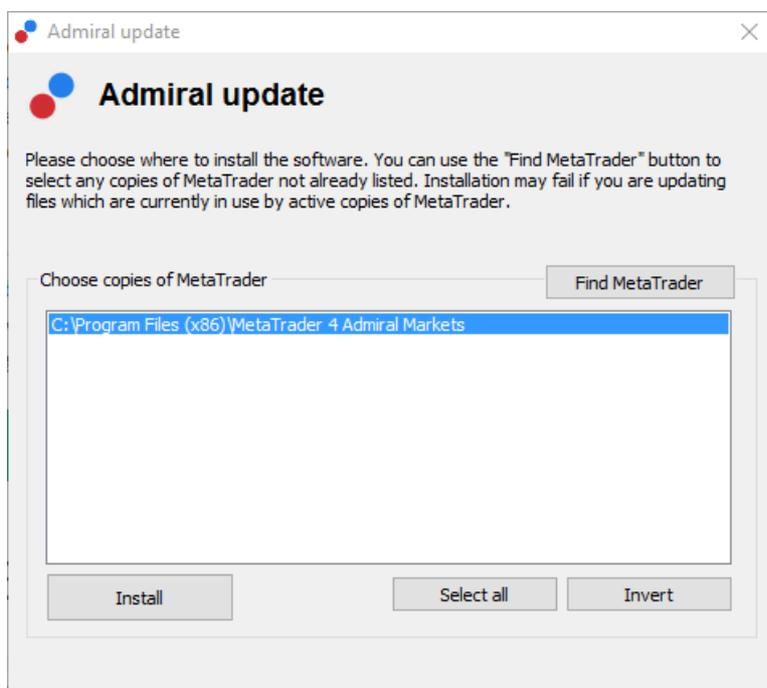 Admiral update
Admiral update
Please choose where to install the software. You can use the "Find MetaTrader" button to
select any copies of MetaTrader not already listed. Installation may fail if you are updating
files which are currently in use by active copies of MetaTrader.
Choose copies of MetaTrader
Find MetaTrader
C:\Program Files (x86)\MetaTrader 4 Admiral Markets
Install
Select all
Invert